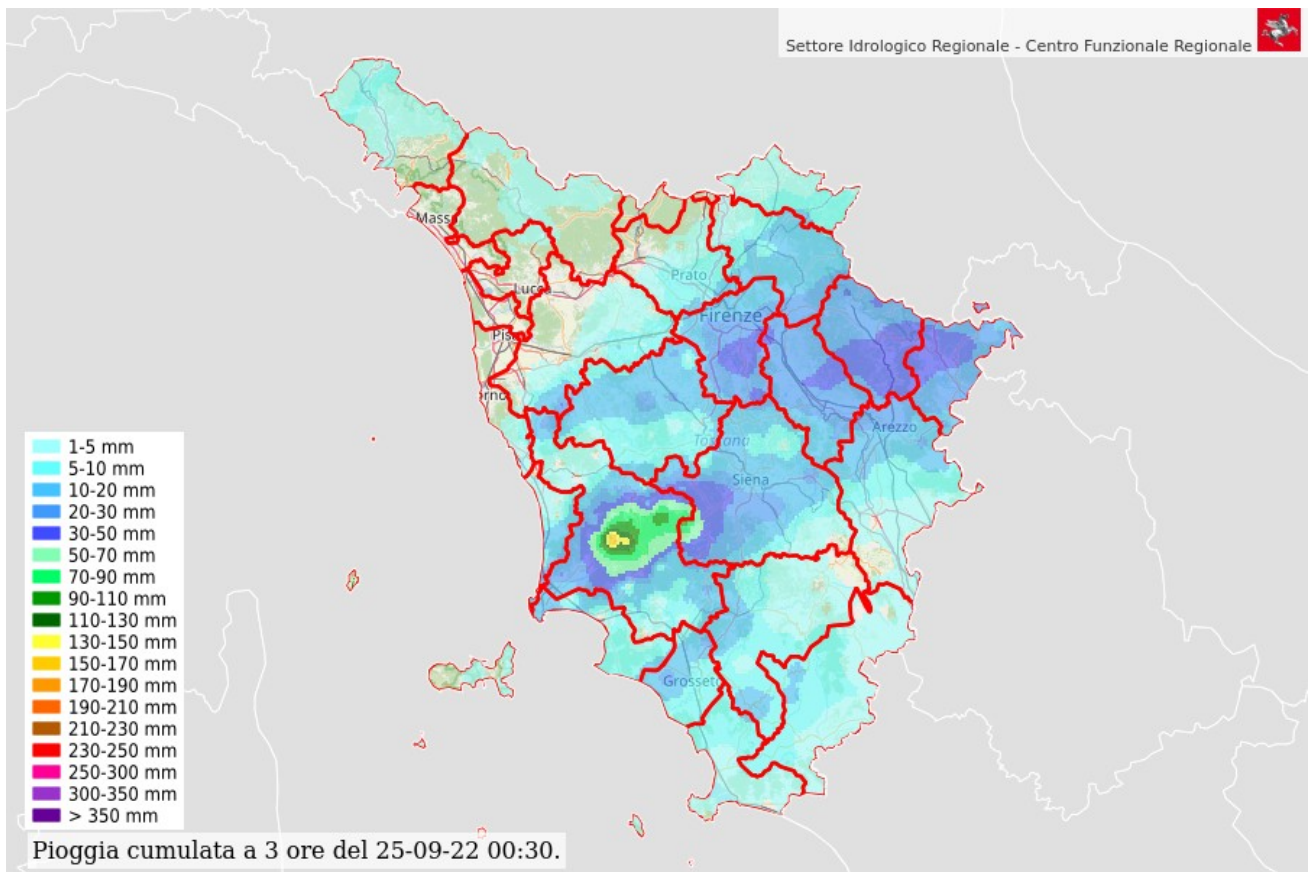 Settore Idrologico Regionale - Centro Funzionale Regionale
Massa
Prato
Lucca
Firenze
Pisa
orno
Arezzo
Toscana
Siena
Grosseto
1-5 mm
5-10 mm
10-20 mm
20-30 mm
30-50 mm
50-70 mm
70-90 mm
90-110 mm
110-130 mm
130-150 mm
150-170 mm
170-190 mm
190-210 mm
210-230 mm
230-250 mm
250-300 mm
300-350 mm
> 350 mm
Pioggia cumulata a 3 ore del 25-09-22 00:30.